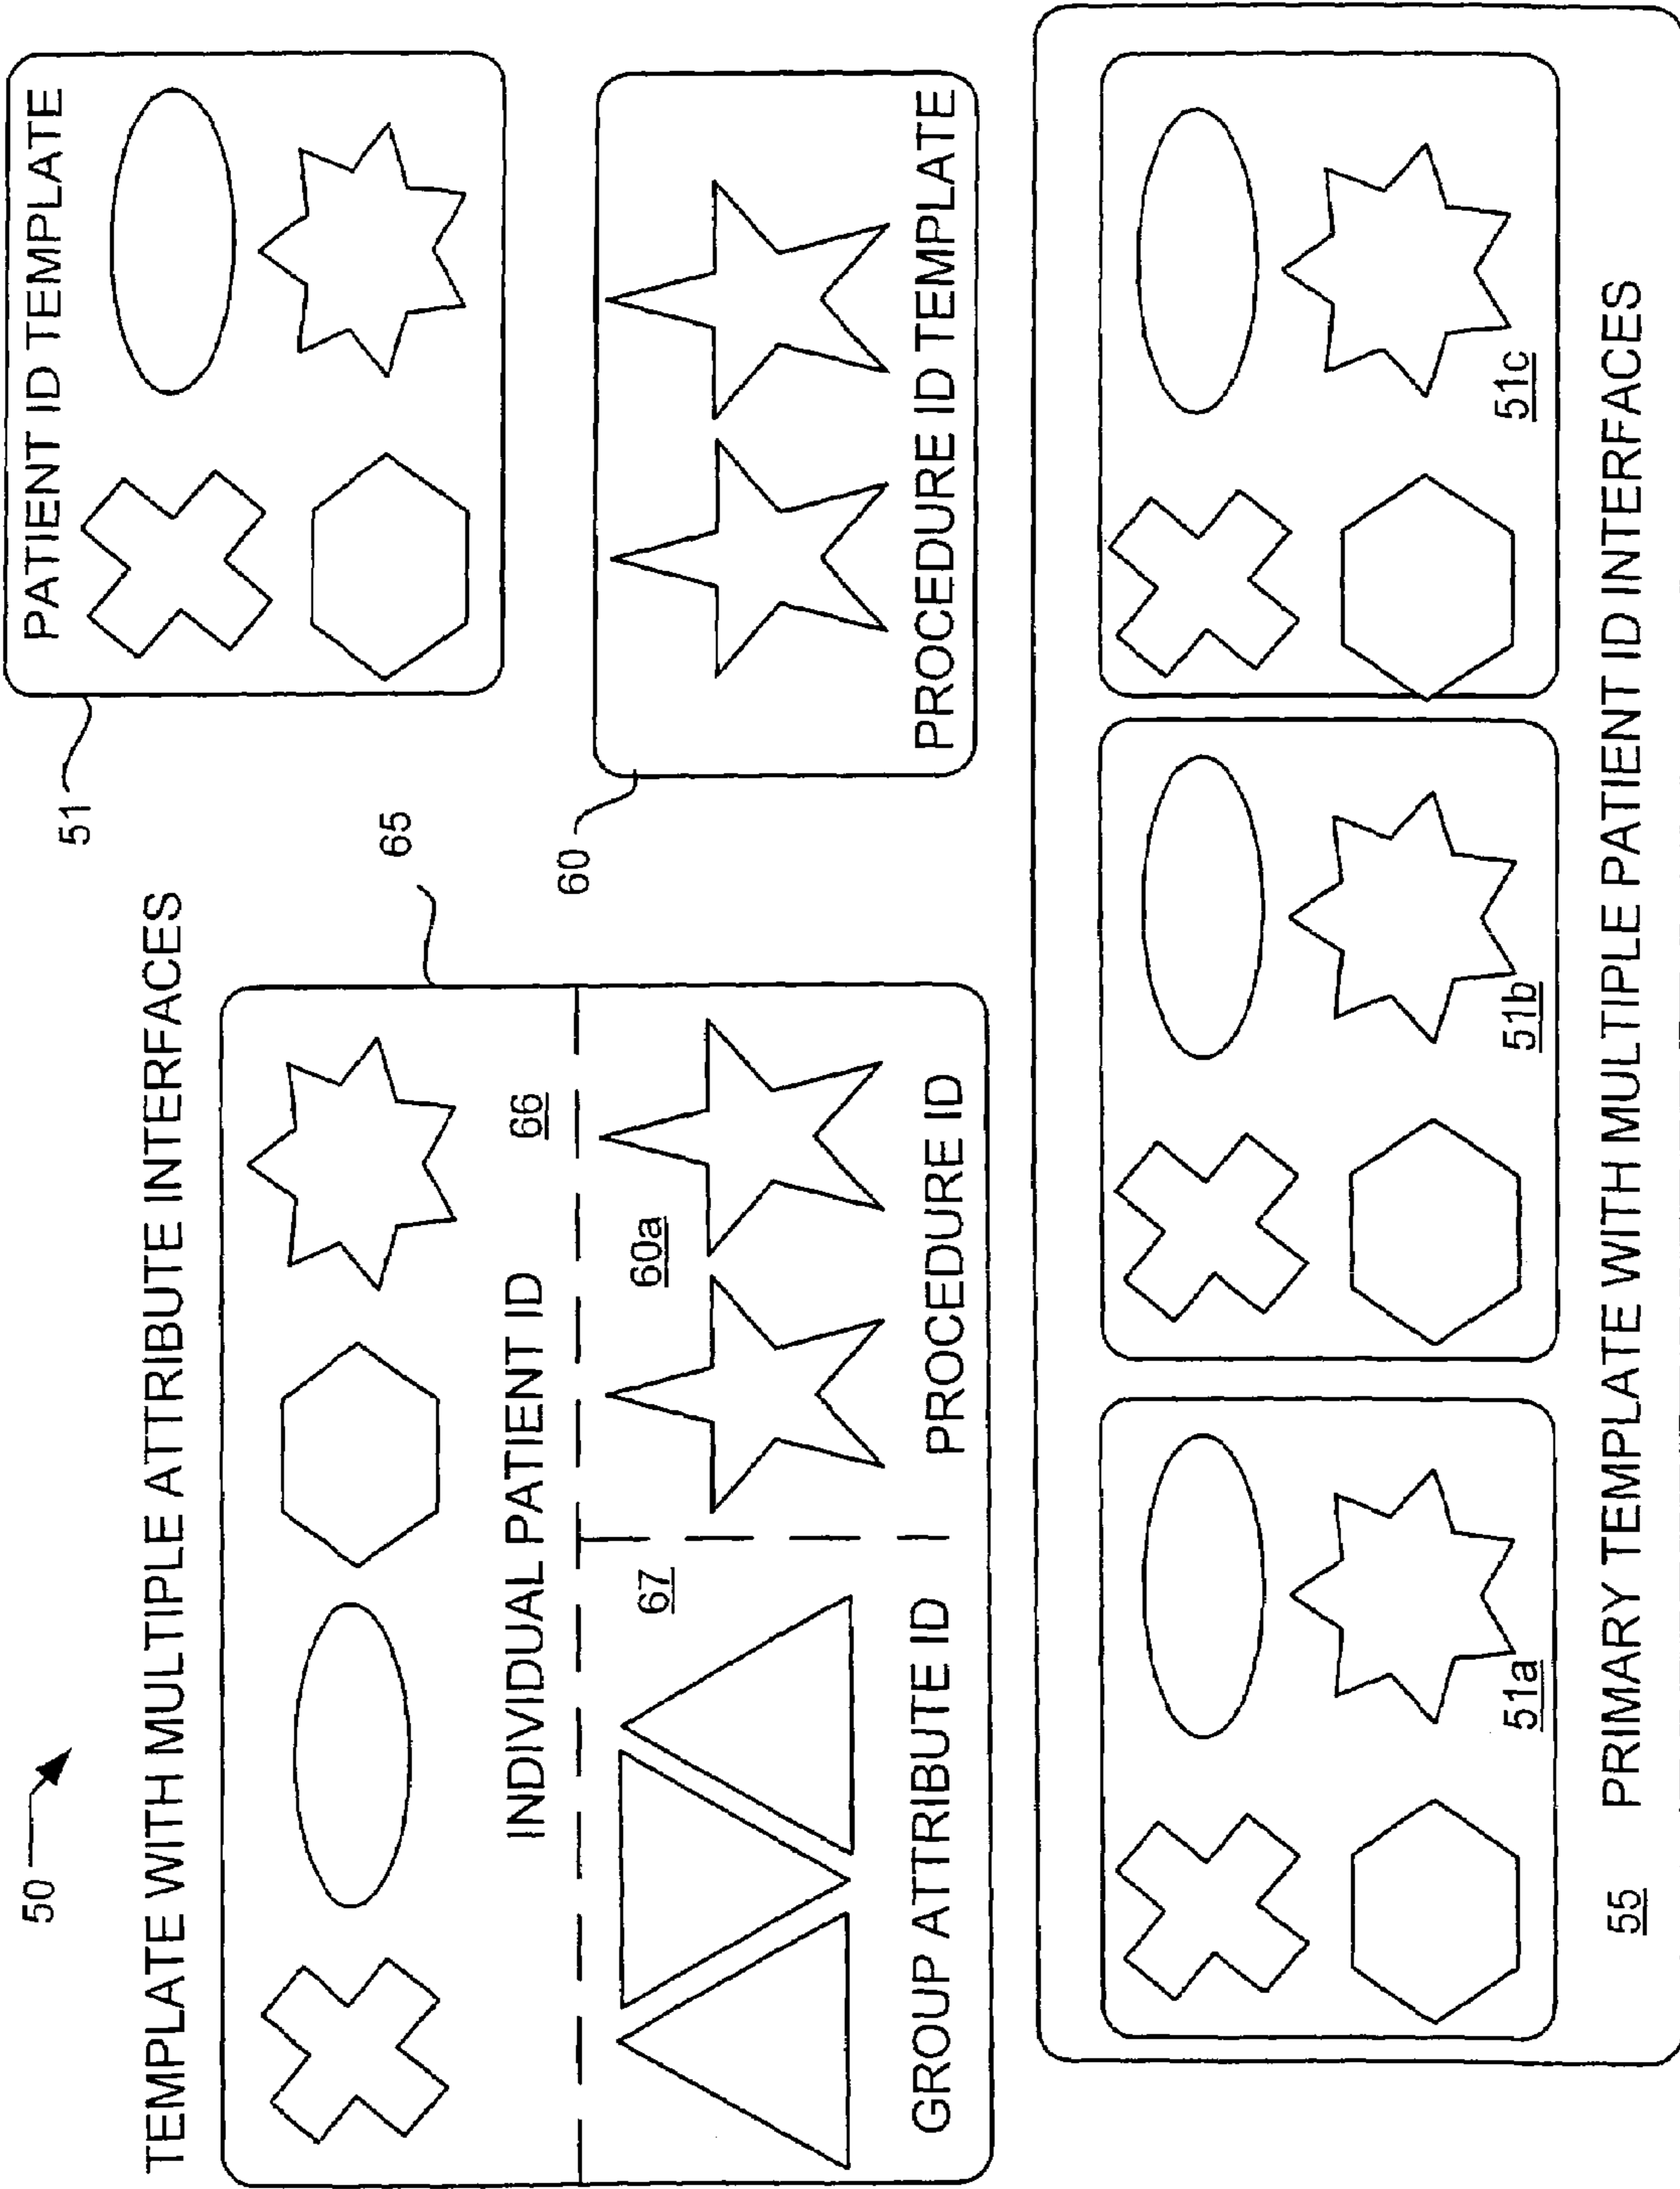 50
TEMPLATE WITH MULTIPLE ATTRIBUTE INTERFACES
65
INDIVIDUAL PATIENT ID
66
67
60a
GROUP ATTRIBUTE ID
PROCEDURE ID
51
PATIENT ID TEMPLATE
60
PROCEDURE ID TEMPLATE
51a
51b
51c
55
PRIMARY TEMPLATE WITH MULTIPLE PATIENT ID INTERFACES